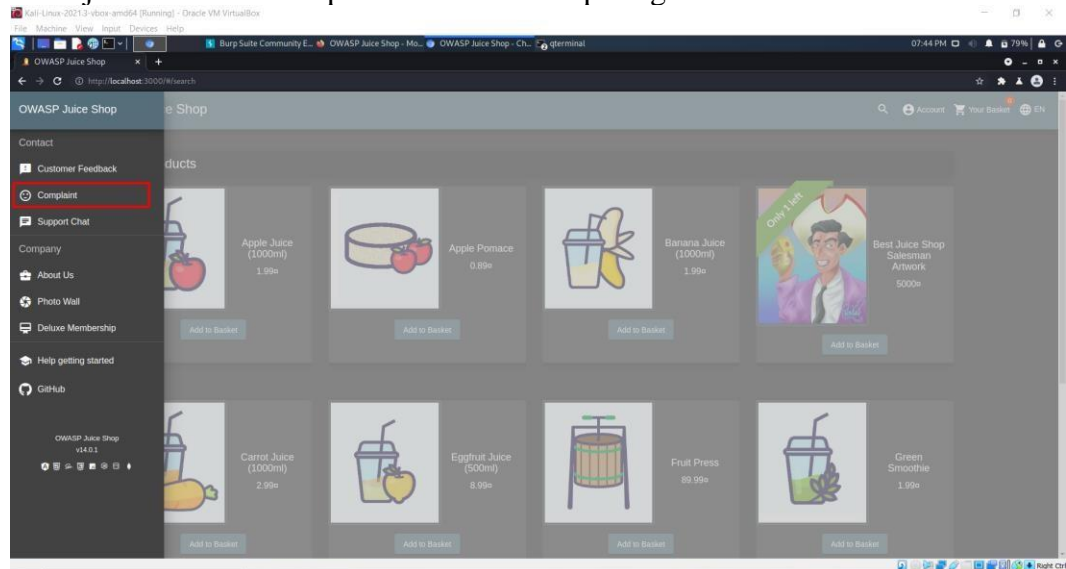 Kali-Linux-2021.3-vbox-amd64 [Running] - Oracle VM VirtualBox
File Machine View Input Devices Help
Burp Suite Community E... OWASP Juice Shop - Mo... OWASP Juice Shop - Ch... qterminal 07:44 PM 79%
OWASP Juice Shop
http://localhost:3000/#/search
OWASP Juice Shop
e Shop
Account Your Basket 0 EN
Contact
Customer Feedback
Complaint
Support Chat
Company
About Us
Photo Wall
Deluxe Membership
Help getting started
GitHub
OWASP Juice Shop
v14.0.1
ducts
Apple Juice
(1000ml)
1.99¤
Add to Basket
Apple Pomace
0.89¤
Add to Basket
Banana Juice
(1000ml)
1.99¤
Add to Basket
Only 1 left
Best Juice Shop
Salesman
Artwork
5000¤
Add to Basket
Carrot Juice
(1000ml)
2.99¤
Add to Basket
Eggfruit Juice
(500ml)
8.99¤
Add to Basket
Fruit Press
89.99¤
Add to Basket
Green
Smoothie
1.99¤
Add to Basket
Right Ctrl